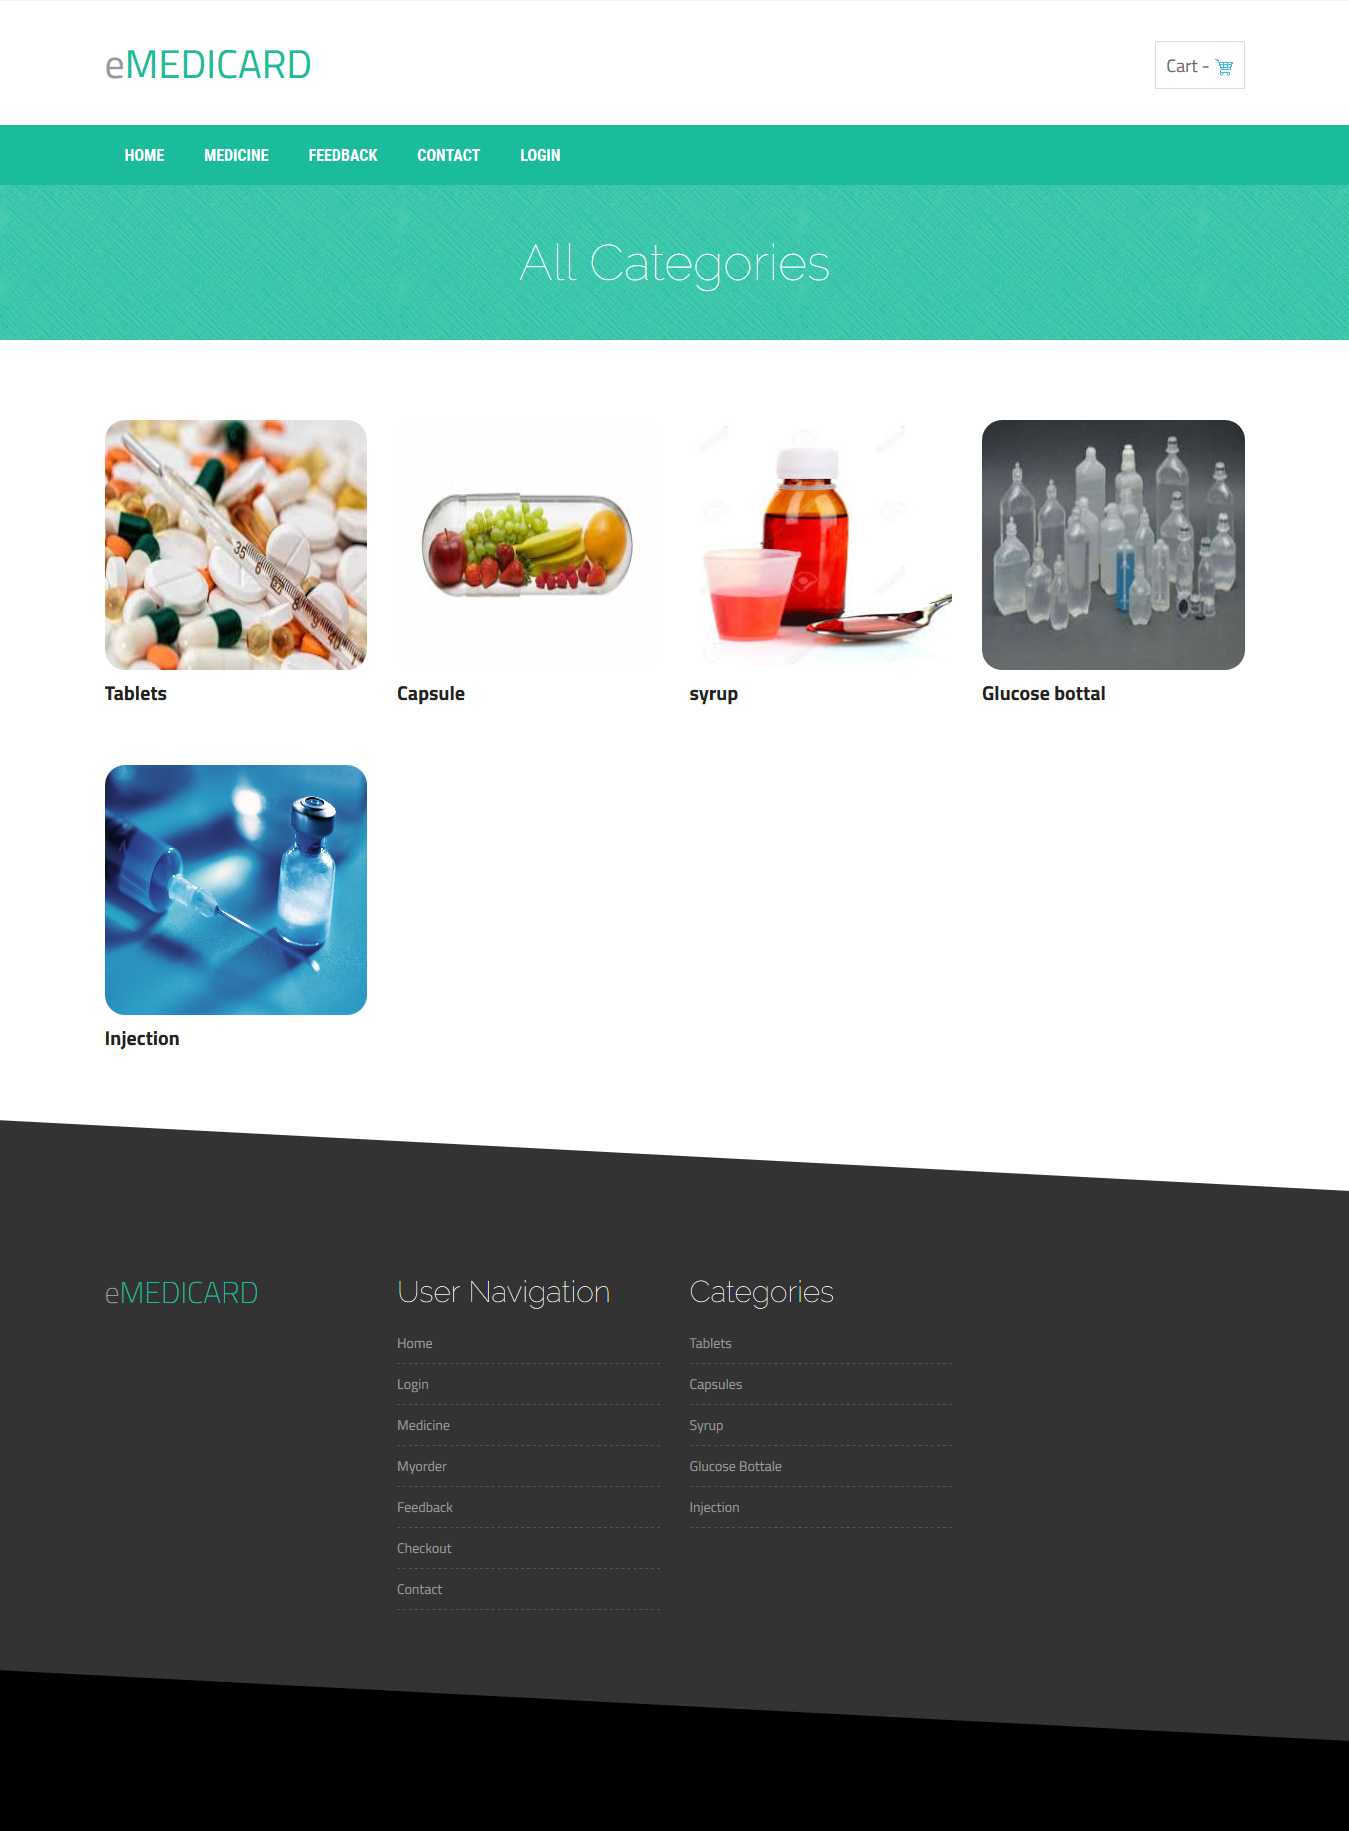 eMEDICARD
Cart -
HOME
MEDICINE
FEEDBACK
CONTACT
LOGIN
All Categories
Tablets
Capsule
syrup
Glucose bottal
Injection
eMEDICARD
User Navigation
Home
Login
Medicine
Myorder
Feedback
Checkout
Contact
Categories
Tablets
Capsules
Syrup
Glucose Bottale
Injection